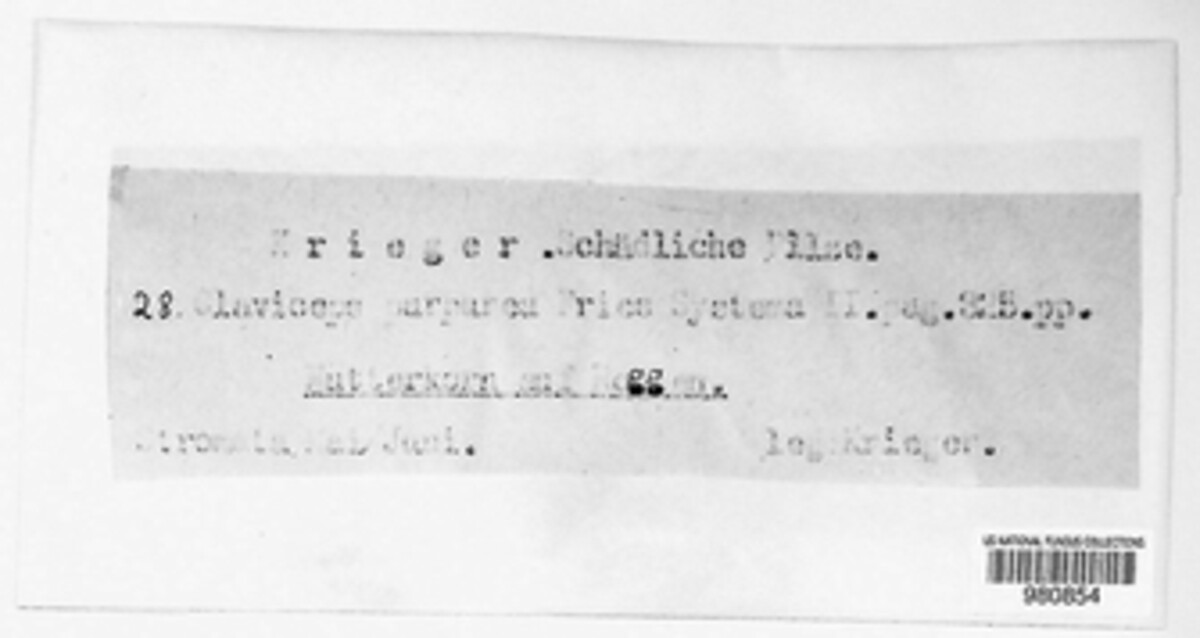 K r i e g e r .Schädliche Pilze.
28. Claviceps purpurea Fries Systema II.pag.325.pp.
Mutterkorn auf Roggen.
Stromata, Mai Juni. leg:Krieger.
US NATIONAL FUNGUS COLLECTIONS
980854